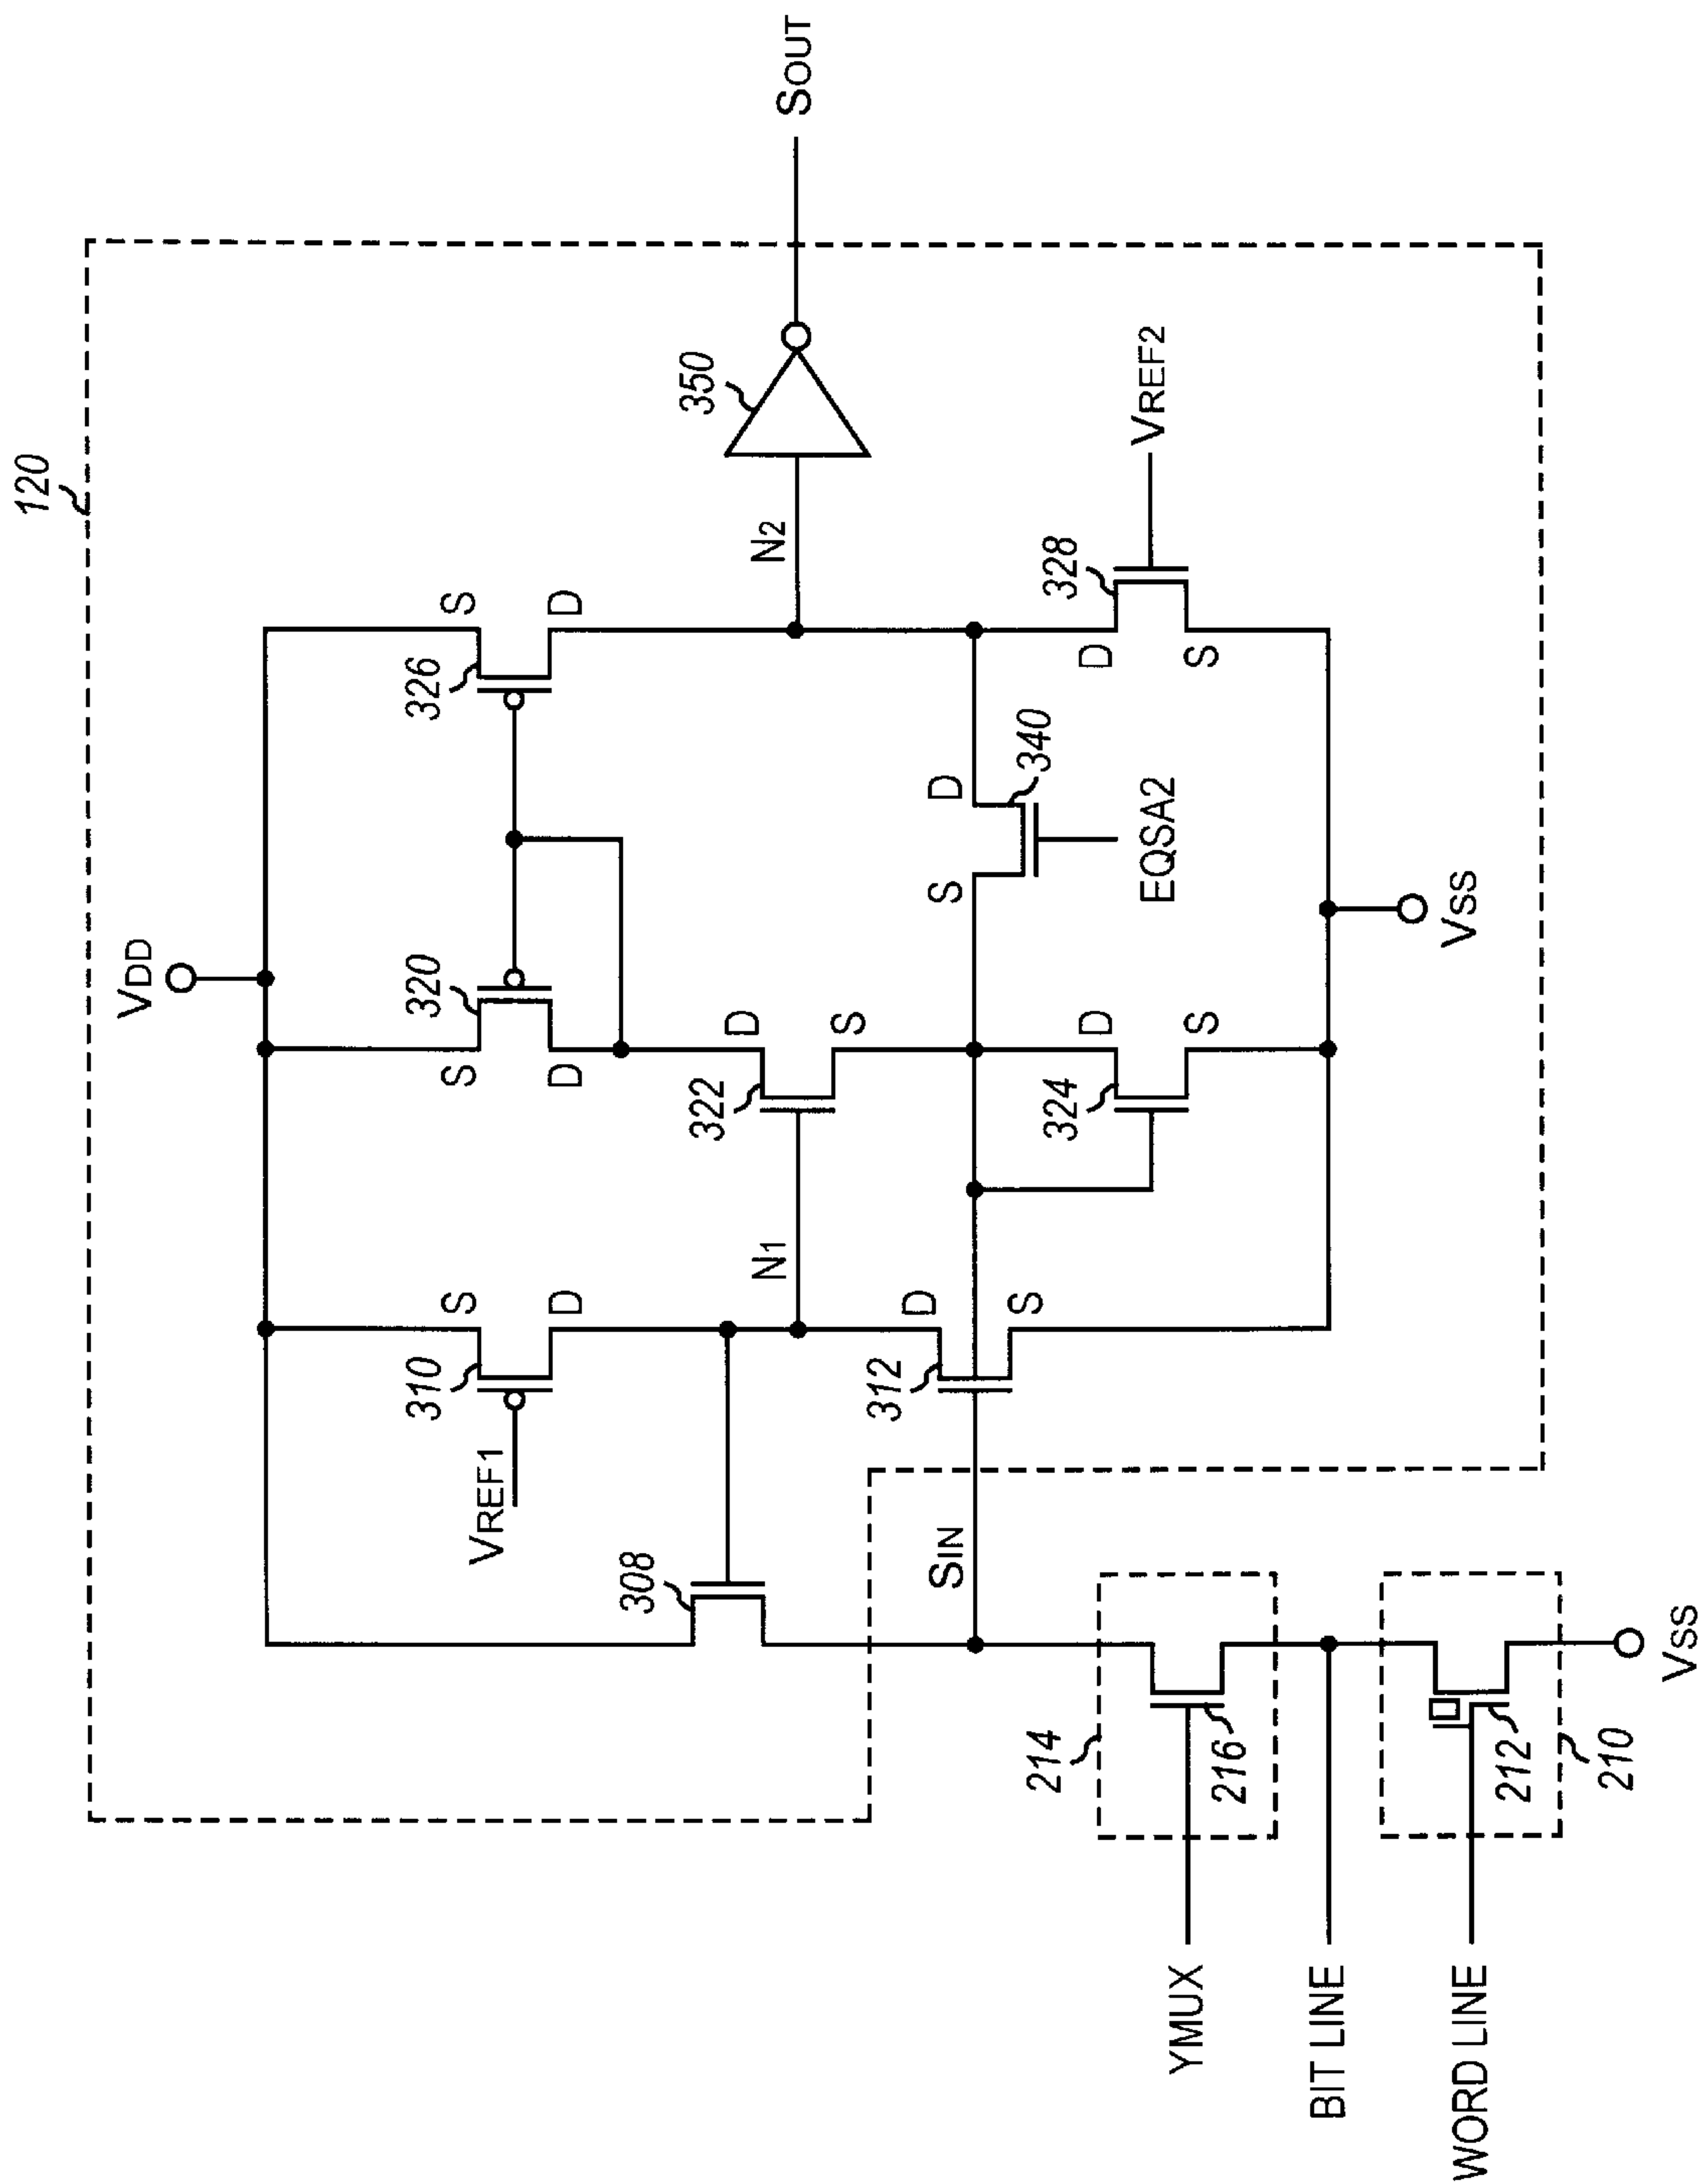 120
VDD
S
D
320
S
D
326
S
D
310
VREF1
N2
350
SOUT
D
S
322
N1
308
D
S
312
SIN
S
D
340
EQSA2
D
S
324
D
S
328
VREF2
VSS
214
216
YMUX
BIT LINE
212
210
WORD LINE
VSS